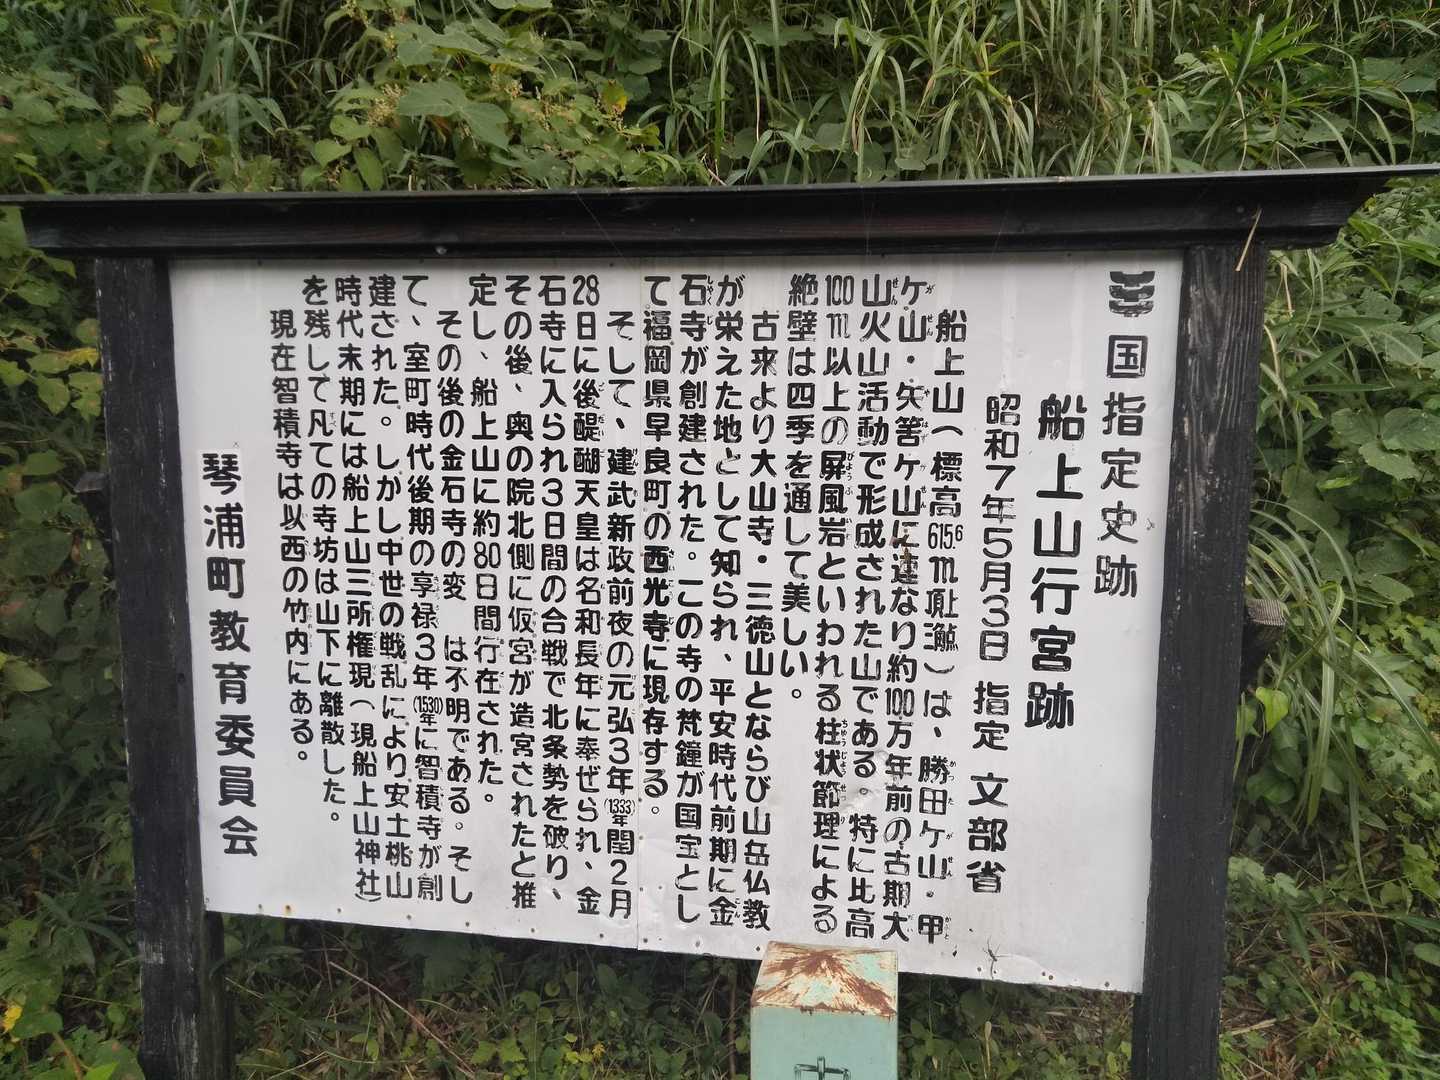 国指定史跡
船上山行宮跡
昭和7年5月3日 指定 文部省
船上山(標高615.6m頂上)は、勝田ケ山・甲
ケ山・矢筈ケ山に連なり約100万年前の古期大
山火山活動で形成された山である。特に比高
100m以上の屏風岩といわれる柱状節理による
絶壁は四季を通して美しい。
古来より大山寺・三徳山とならび山岳仏教
が栄えた地として知られ、平安時代前期に金
石寺が創建された。この寺の梵鐘が国宝とし
て福岡県早良町の西光寺に現存する。
そして、建武新政前夜の元弘3年(1333年)閏2月
28日に後醍醐天皇は名和長年に奉ぜられ、金
石寺に入られ3日間の合戦で北条勢を破り、
その後、奥の院北側に仮宮が造宮されたと推
定し、船上山に約80日間行在された。
その後の金石寺の変 は不明である。そし
て、室町時代後期の享禄3年(1530年)に智積寺が創
建された。しかし中世の戦乱により安土桃山
時代末期には船上山三所権現(現船上山神社)
を残して凡ての寺坊は山下に離散した。
現在智積寺は以西の竹内にある。
琴浦町教育委員会